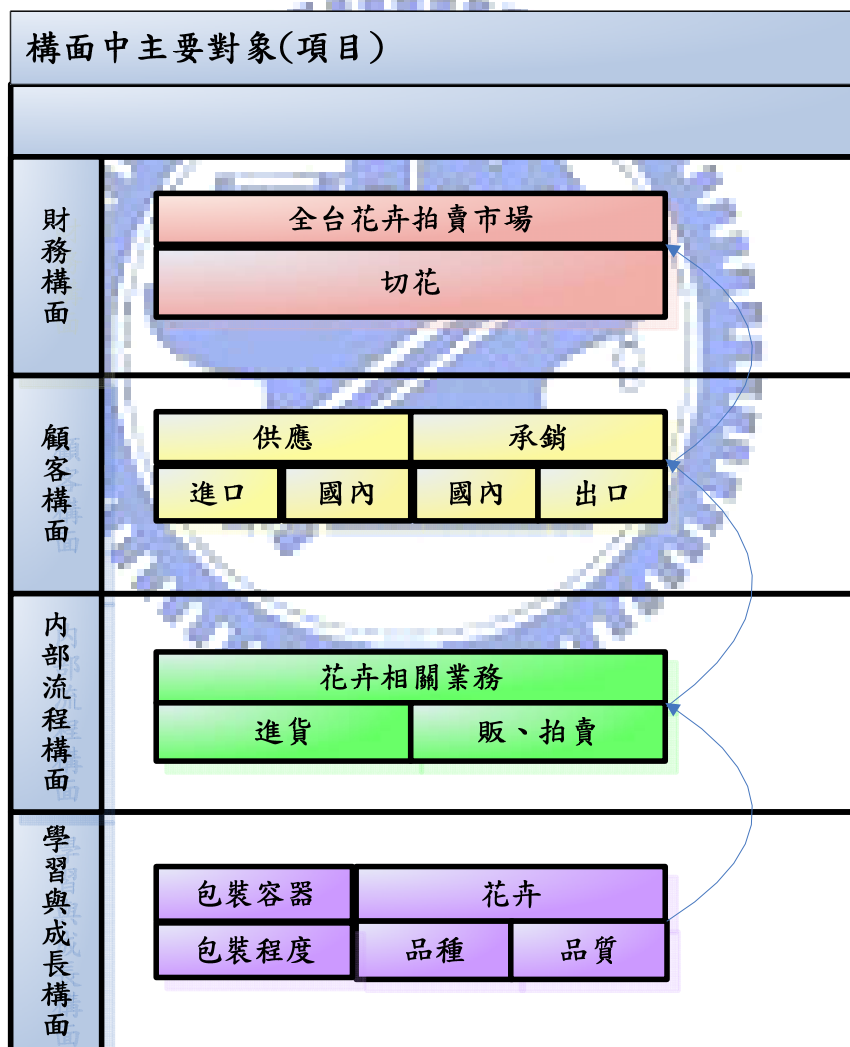 構面中主要對象(項目)
財務構面
全台花卉拍賣市場
切花
顧客構面
供應 承銷
進口 國內 國內 出口
內部流程構面
花卉相關業務
進貨 販、拍賣
學習與成長構面
包裝容器 花卉
包裝程度 品種 品質